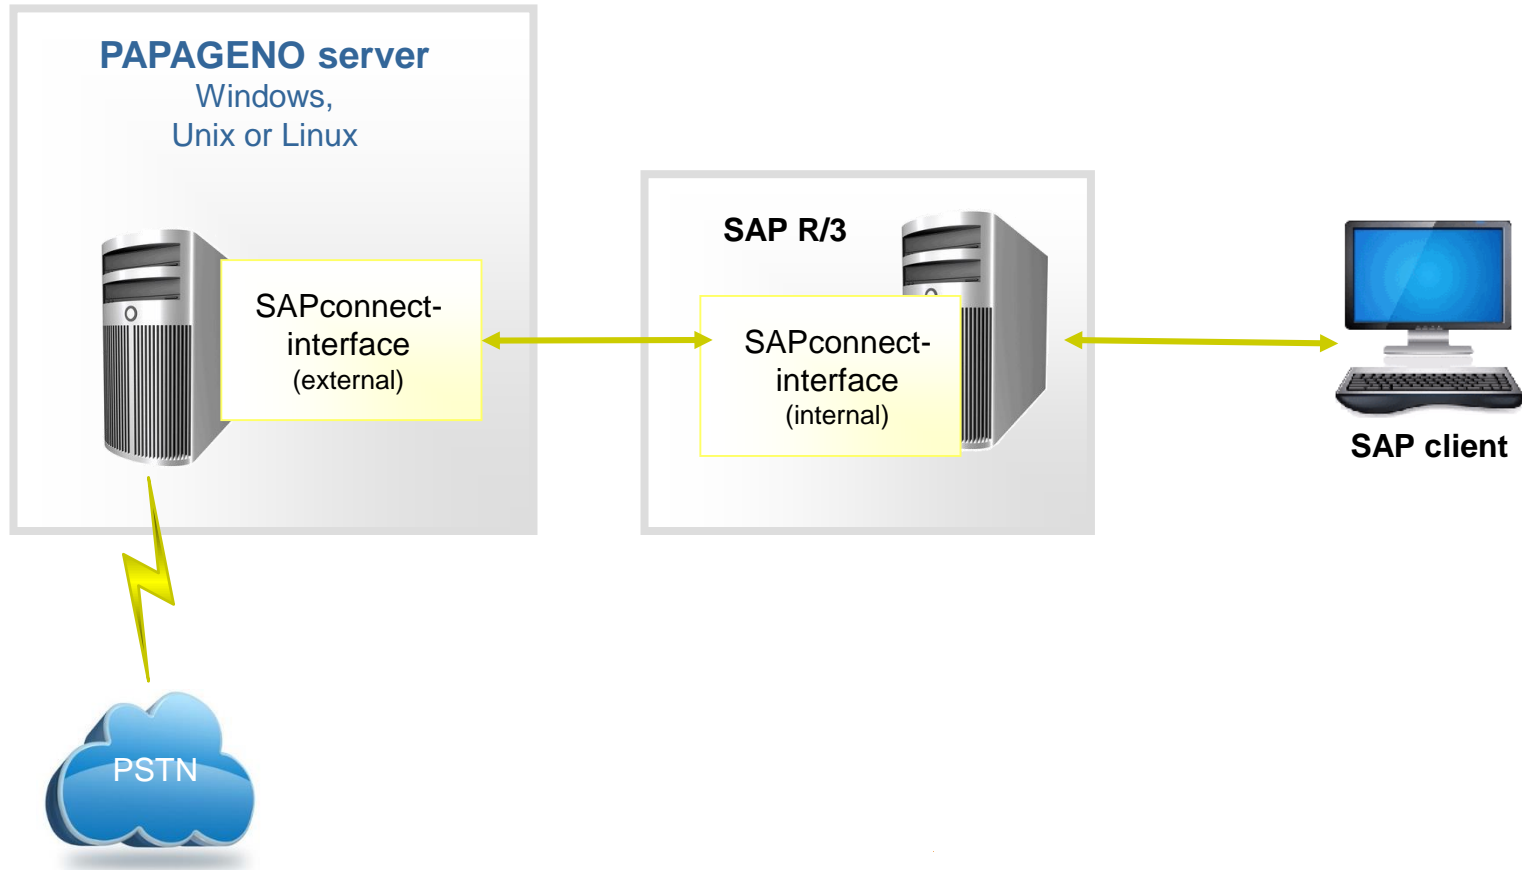 PAPAGENO server
Windows,
Unix or Linux
SAPconnect-
interface
(external)
SAP R/3
SAPconnect-
interface
(internal)
SAP client
PSTN